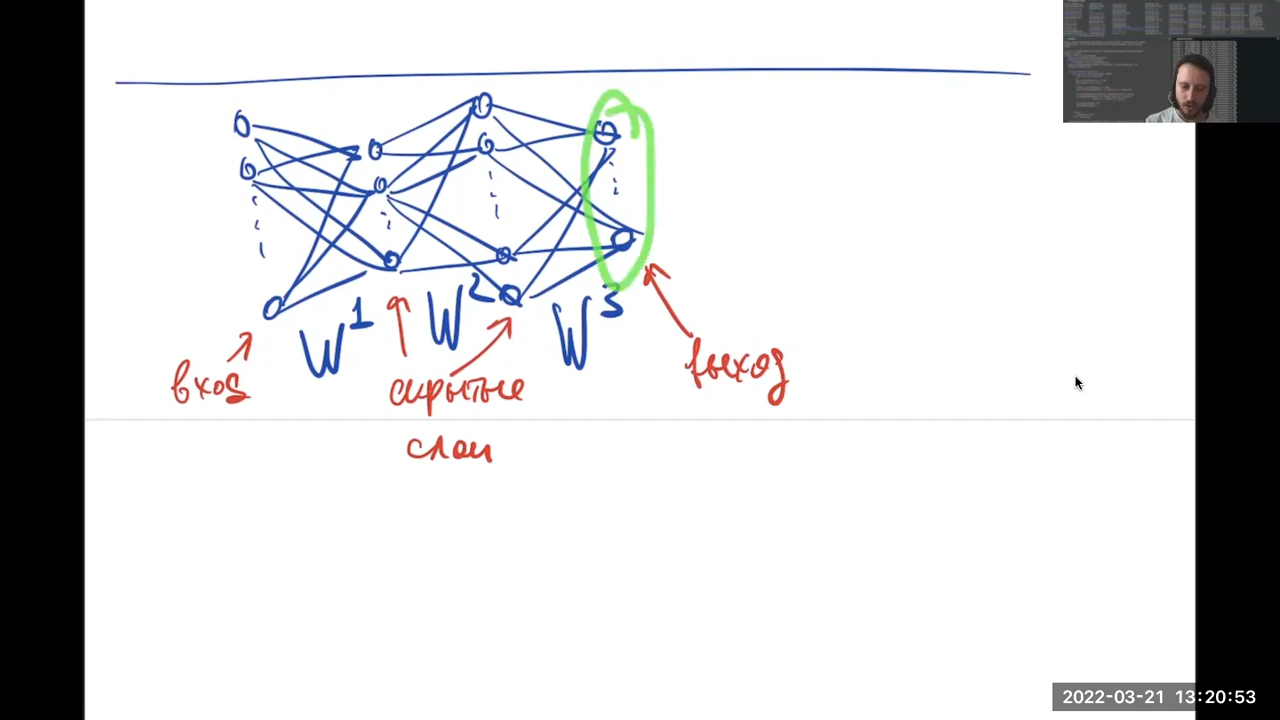 W¹ W² W³
вход
скрытые
слои
выход
2022-03-21 13:20:53